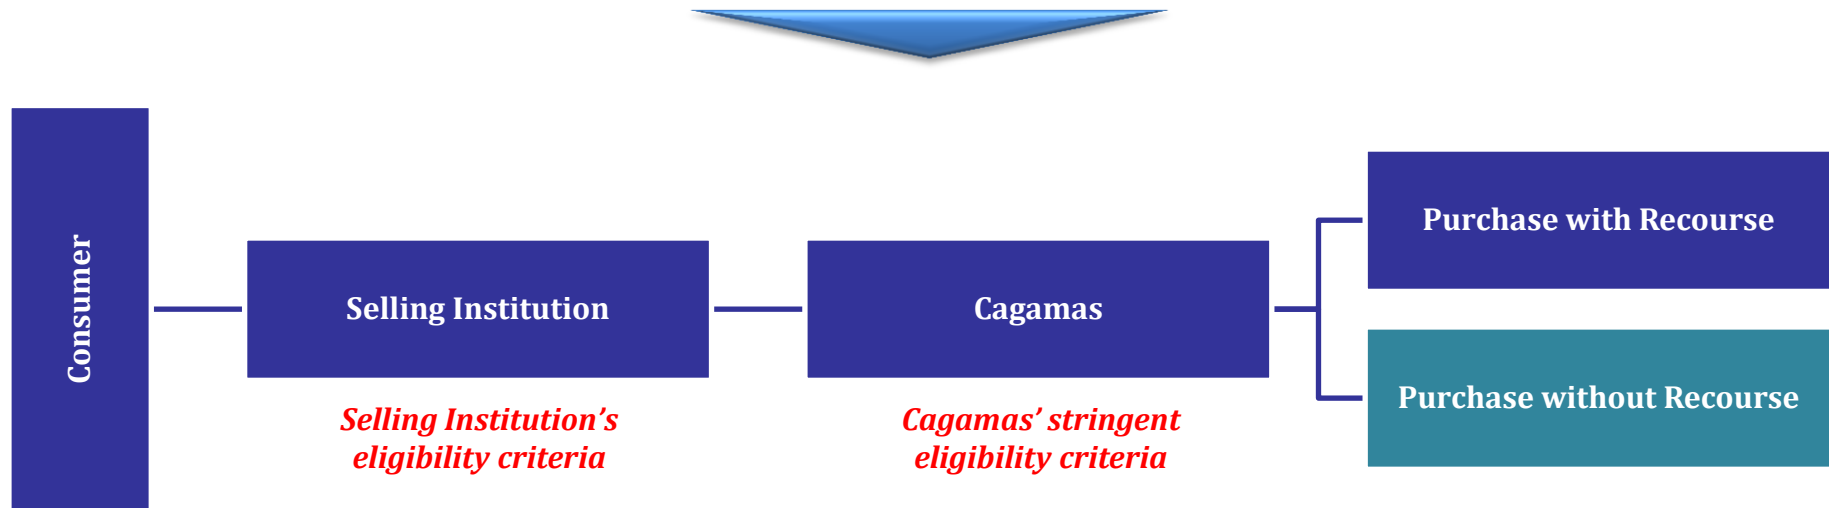 Consumer
Selling Institution
Selling Institution’s
eligibility criteria
Cagamas
Cagamas’ stringent
eligibility criteria
Purchase with Recourse
Purchase without Recourse